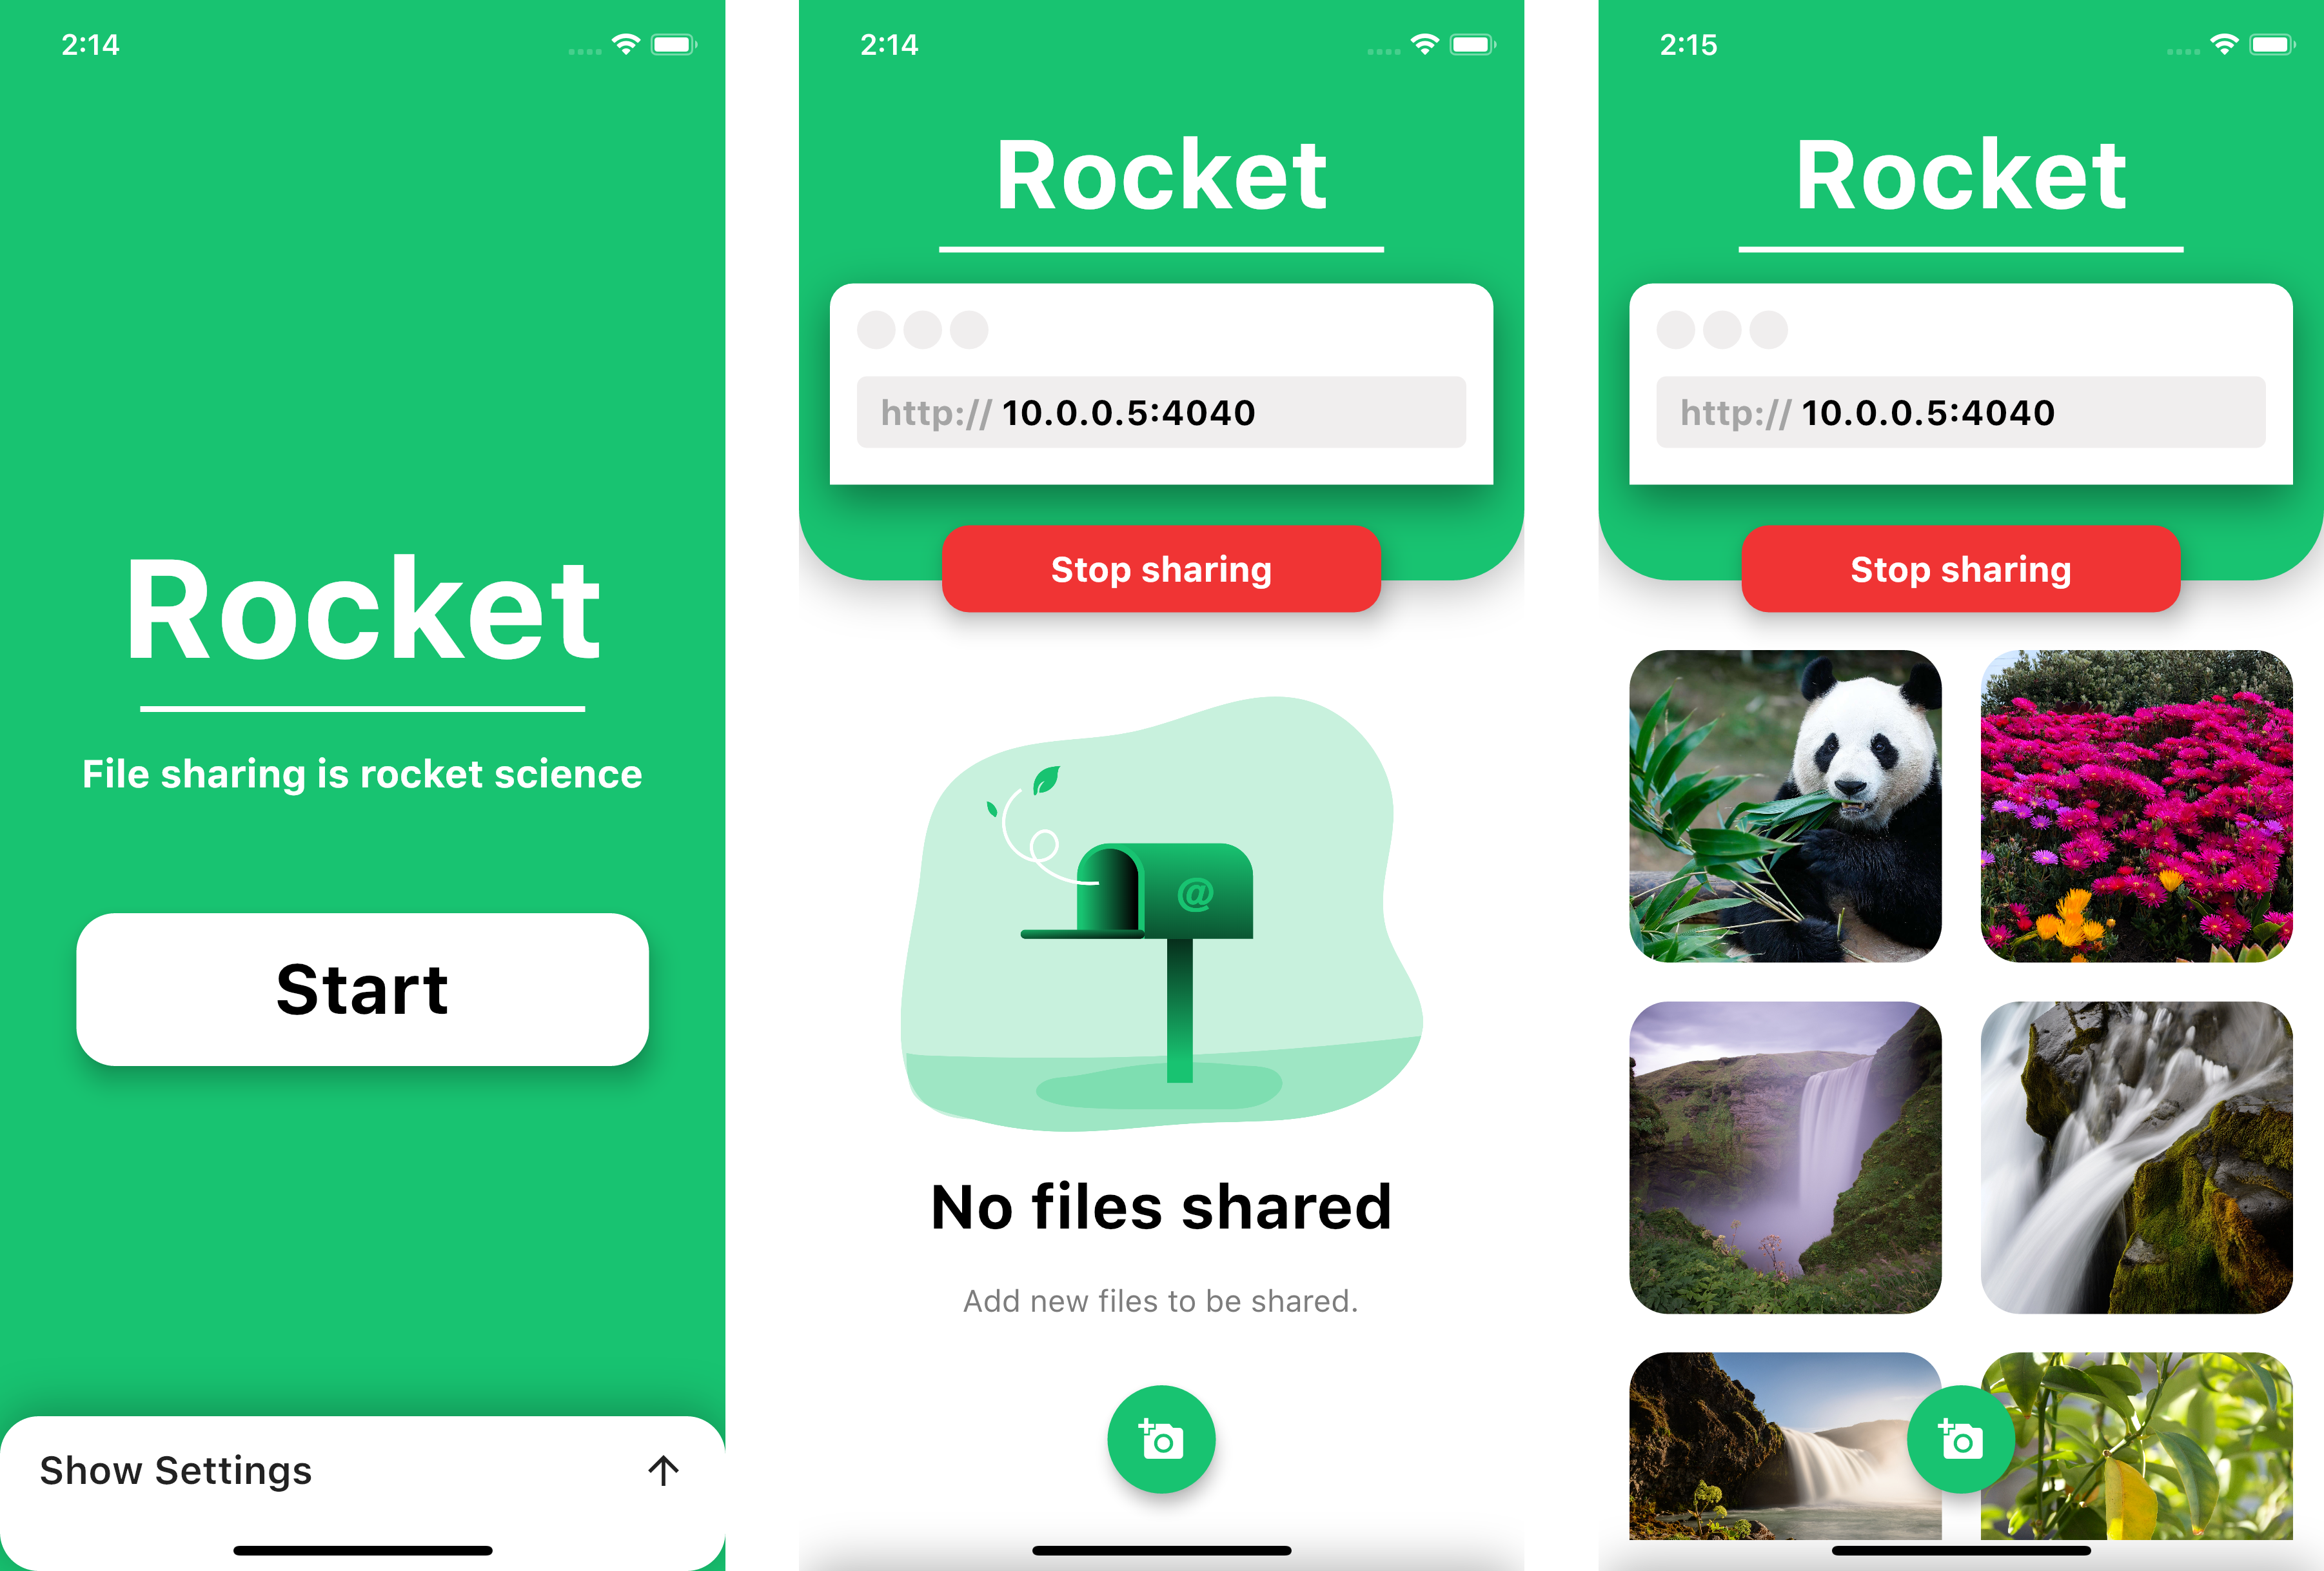 2:14
Rocket
File sharing is rocket science
Start
Show Settings
2:14
Rocket
http:// 10.0.0.5:4040
Stop sharing
@
No files shared
Add new files to be shared.
2:15
Rocket
http:// 10.0.0.5:4040
Stop sharing